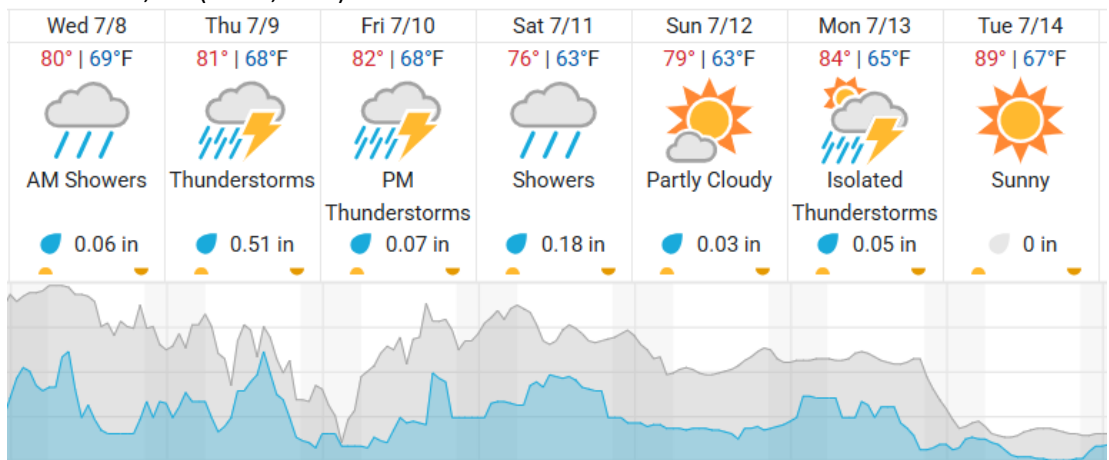 Wed 7/8 Thu 7/9 Fri 7/10 Sat 7/11 Sun 7/12 Mon 7/13 Tue 7/14
80° | 69°F 81° | 68°F 82° | 68°F 76° | 63°F 79° | 63°F 84° | 65°F 89° | 67°F
AM Showers Thunderstorms PM Showers Partly Cloudy Isolated Sunny
Thunderstorms Thunderstorms
0.06 in 0.51 in 0.07 in 0.18 in 0.03 in 0.05 in 0 in